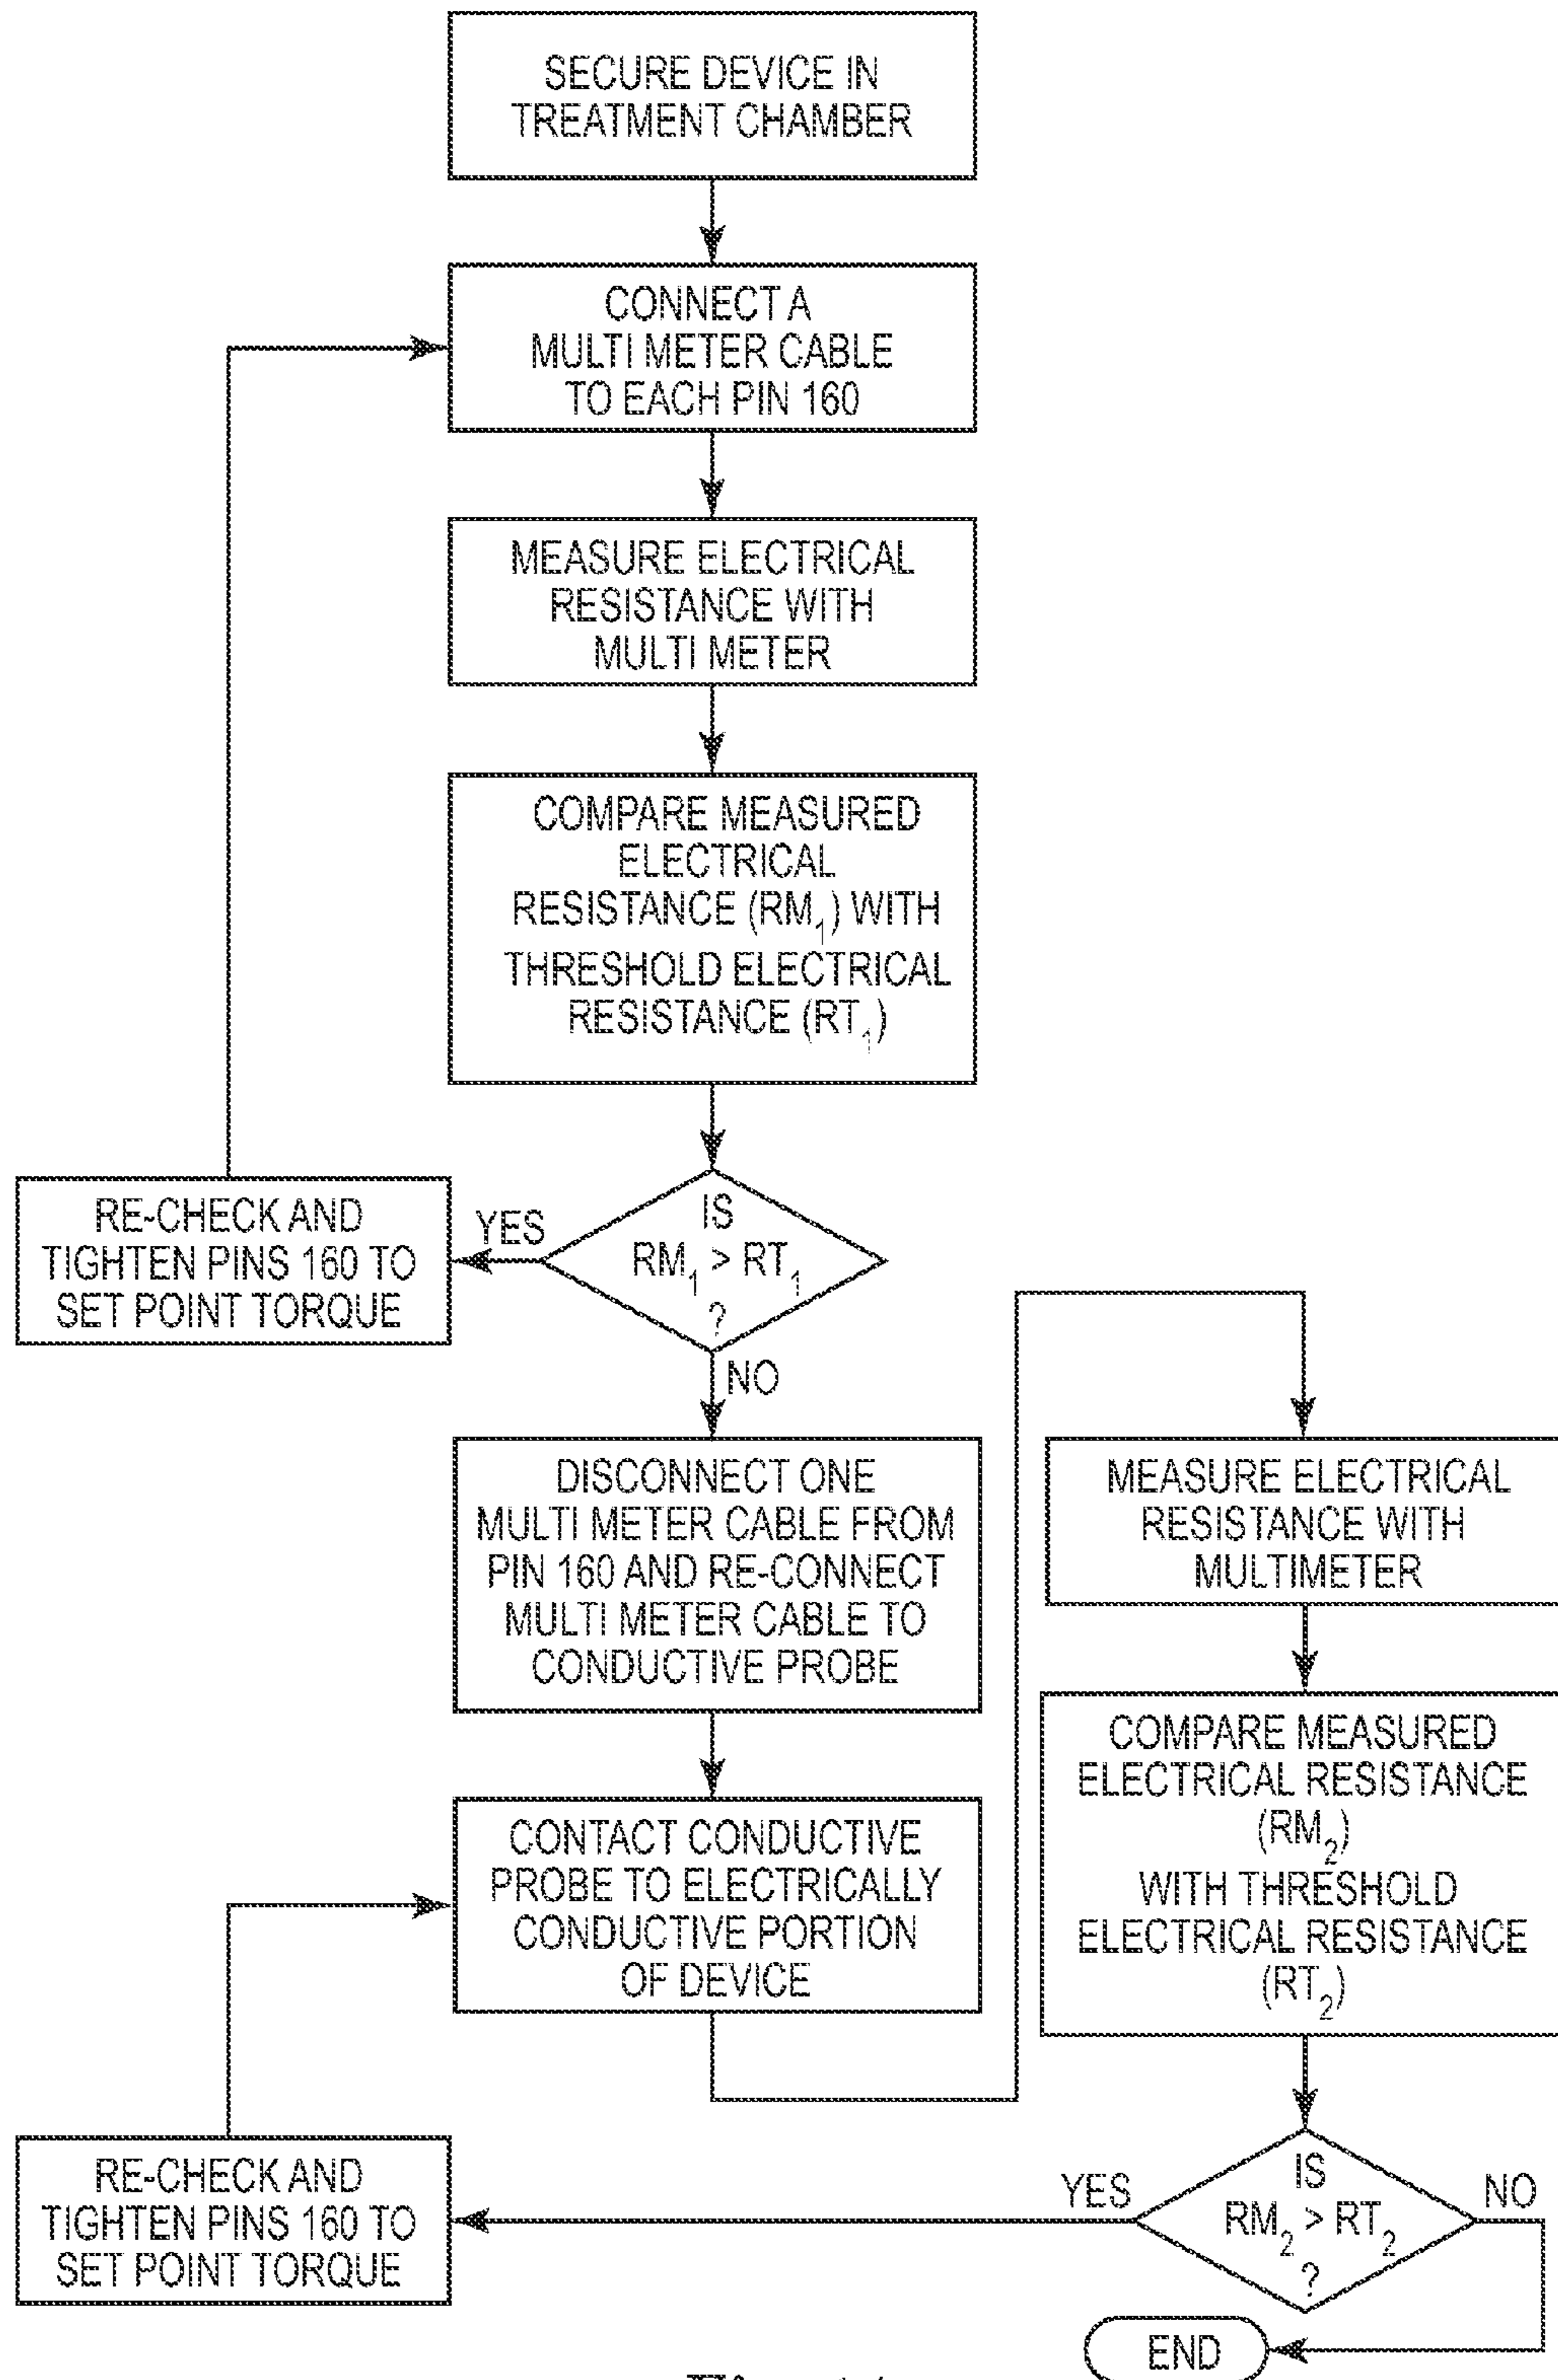 SECURE DEVICE IN
TREATMENT CHAMBER
CONNECT A
MULTI METER CABLE
TO EACH PIN 160
MEASURE ELECTRICAL
RESISTANCE WITH
MULTI METER
COMPARE MEASURED
ELECTRICAL
RESISTANCE (RM1) WITH
THRESHOLD ELECTRICAL
RESISTANCE (RT1)
IS
RM1 > RT1
?
YES
RE-CHECK AND
TIGHTEN PINS 160 TO
SET POINT TORQUE
NO
DISCONNECT ONE
MULTI METER CABLE FROM
PIN 160 AND RE-CONNECT
MULTI METER CABLE TO
CONDUCTIVE PROBE
CONTACT CONDUCTIVE
PROBE TO ELECTRICALLY
CONDUCTIVE PORTION
OF DEVICE
MEASURE ELECTRICAL
RESISTANCE WITH
MULTIMETER
COMPARE MEASURED
ELECTRICAL RESISTANCE
(RM2)
WITH THRESHOLD
ELECTRICAL RESISTANCE
(RT2)
IS
RM2 > RT2
?
YES
RE-CHECK AND
TIGHTEN PINS 160 TO
SET POINT TORQUE
NO
END